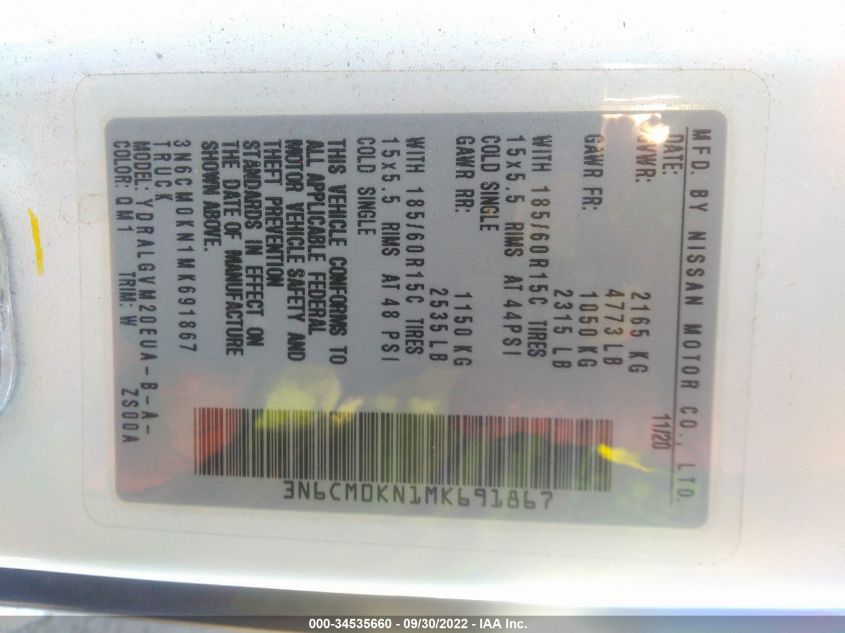 MFD. BY NISSAN MOTOR CO., LTD.
DATE: 11/20
GVWR: 2165 KG
4773 LB
GAWR FR: 1050 KG
2315 LB
WITH 185/60R15C TIRES
15x5.5 RIMS AT 44PSI
COLD SINGLE
GAWR RR: 1150 KG
2535 LB
WITH 185/60R15C TIRES
15x5.5 RIMS AT 48 PSI
COLD SINGLE
THIS VEHICLE CONFORMS TO
ALL APPLICABLE FEDERAL
MOTOR VEHICLE SAFETY AND
THEFT PREVENTION
STANDARDS IN EFFECT ON
THE DATE OF MANUFACTURE
SHOWN ABOVE.
3N6CM0KN1MK691867
TRUCK
MODEL: YDRALGVM20EUA-B-A-
ZS00A
COLOR: QM1 TRIM: W
3N6CM0KN1MK691867
000-34535660 - 09/30/2022 - IAA Inc.